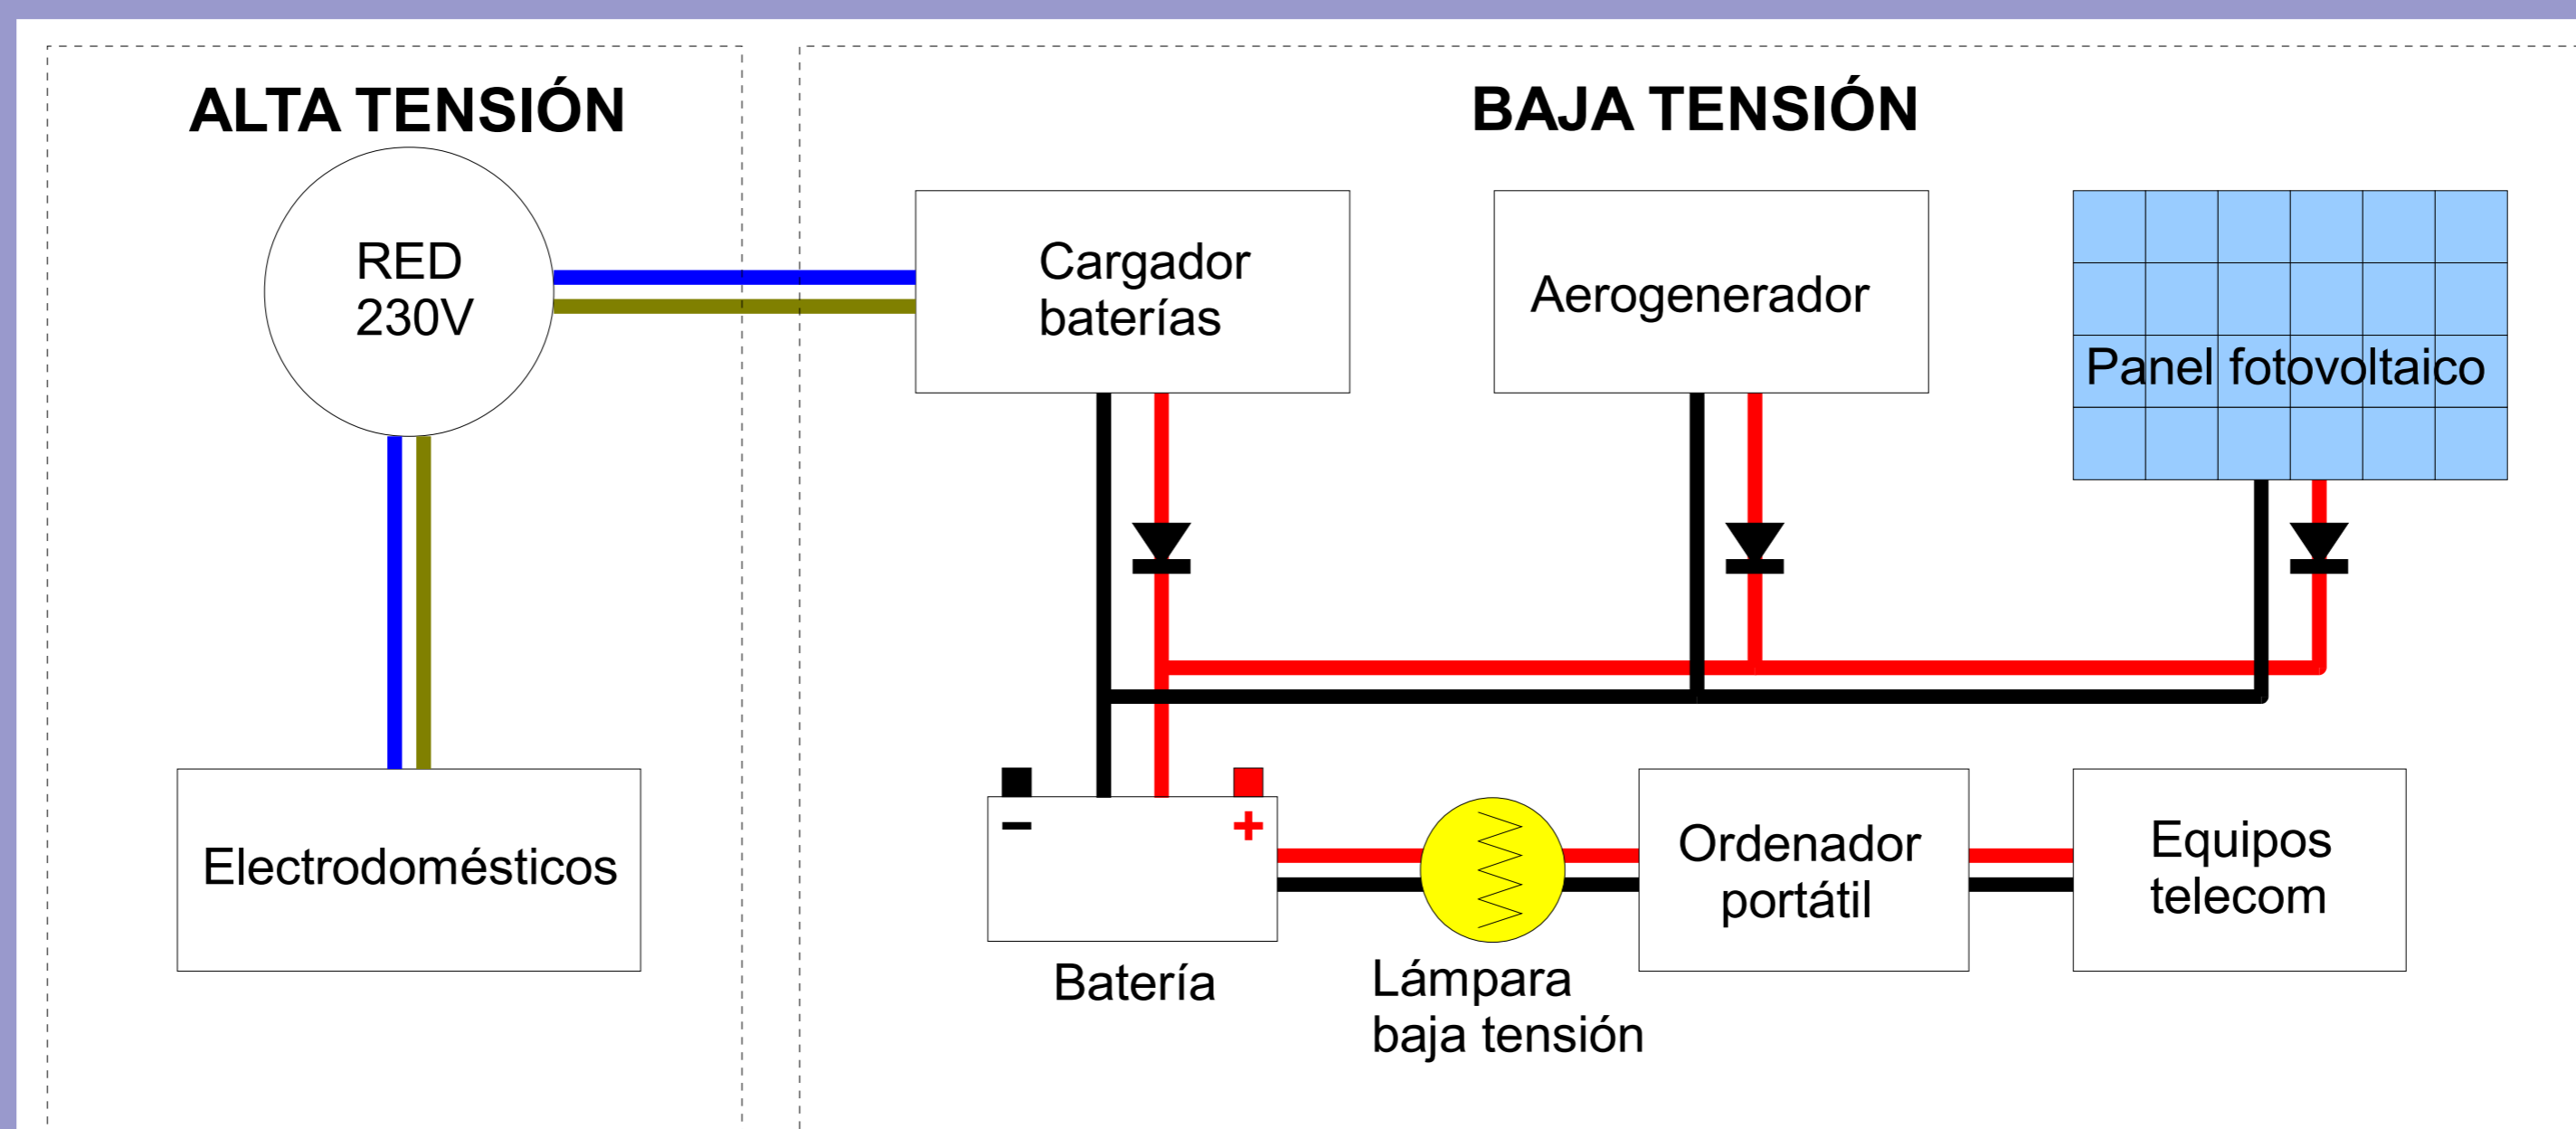 ALTA TENSIÓN
BAJA TENSIÓN
RED
230V
Cargador
baterías
Aerogenerador
Panel fotovoltaico
Electrodomésticos
−
+
Batería
Lámpara
baja tensión
Ordenador
portátil
Equipos
telecom